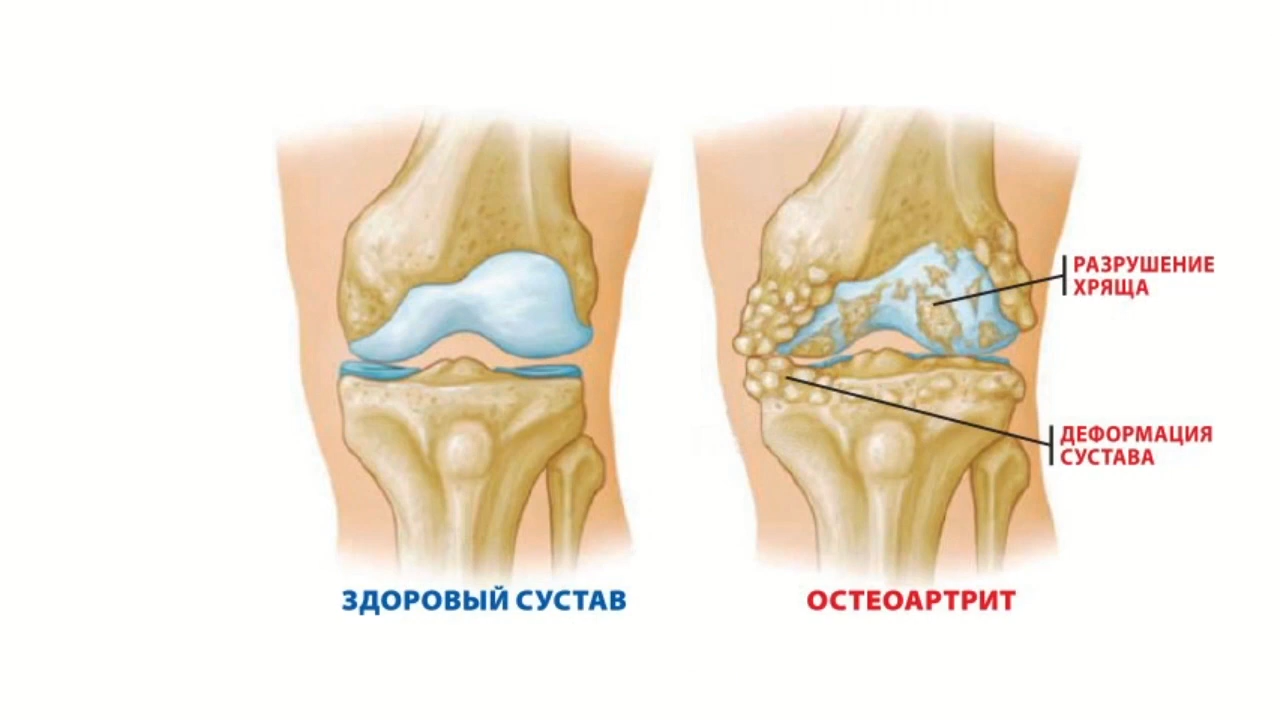 РАЗРУШЕНИЕ
ХРЯЩА
ДЕФОРМАЦИЯ
СУСТАВА
ЗДОРОВЫЙ СУСТАВ
ОСТЕОАРТРИТ